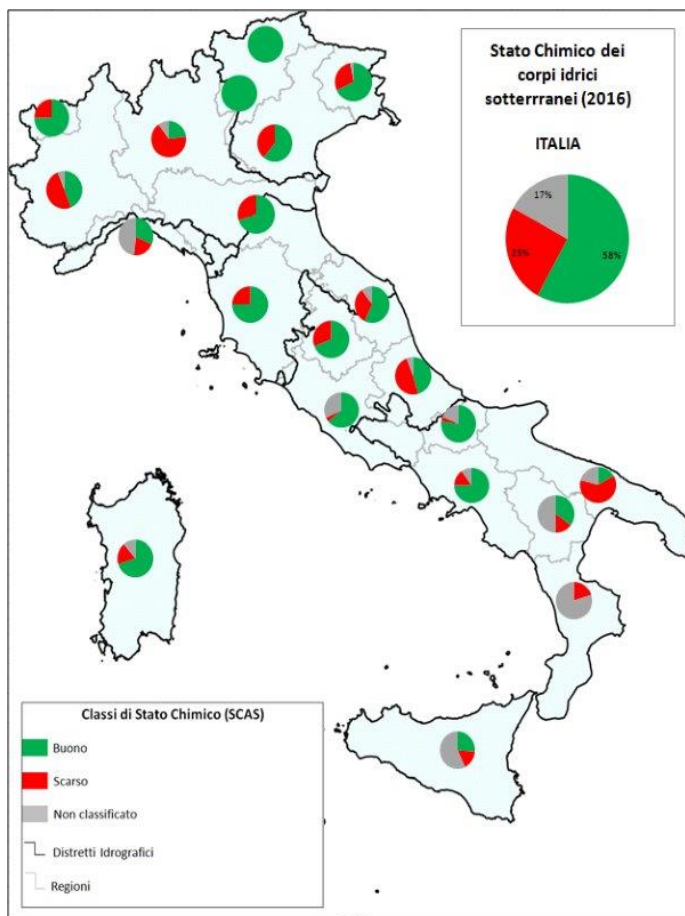 Stato Chimico dei
corpi idrici
sotterrranei (2016)
ITALIA
17%
25%
58%
Classi di Stato Chimico (SCAS)
Buono
Scarso
Non classificato
Distretti Idrografici
Regioni